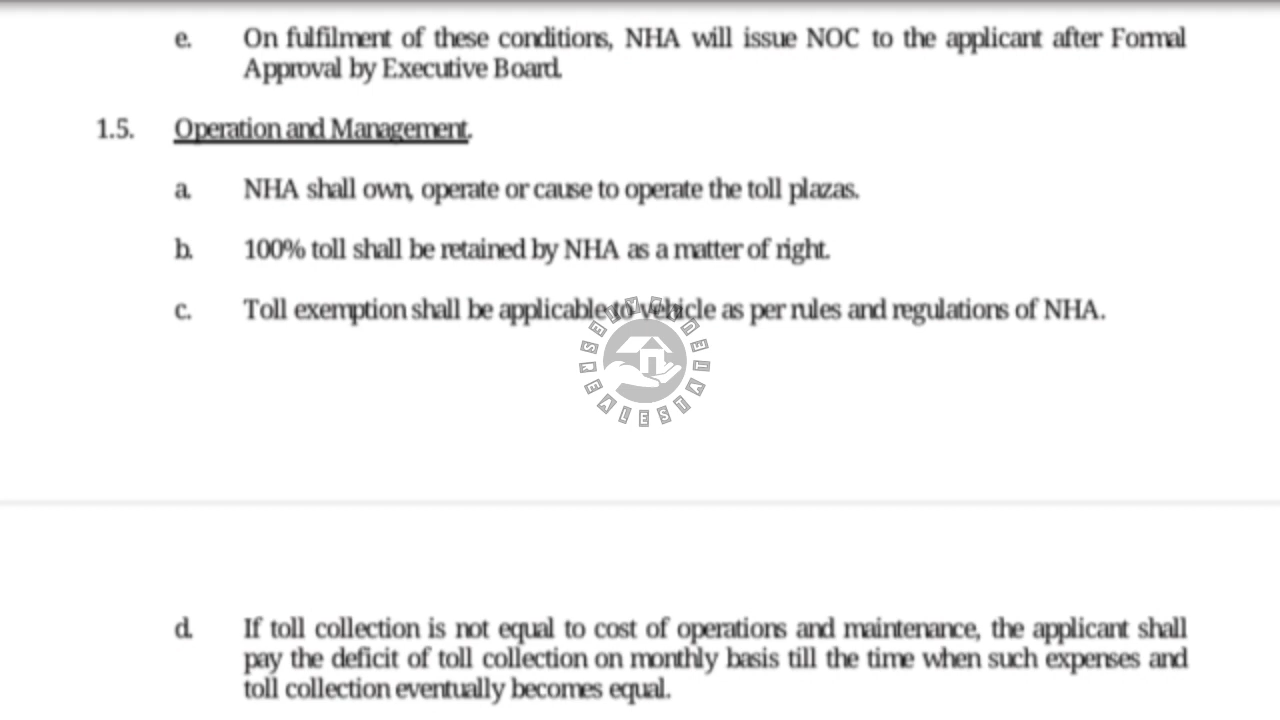 e. On fulfilment of these conditions, NHA will issue NOC to the applicant after Formal
Approval by Executive Board.
1.5. Operation and Management.
a. NHA shall own, operate or cause to operate the toll plazas.
b. 100% toll shall be retained by NHA as a matter of right.
c. Toll exemption shall be applicable to vehicle as per rules and regulations of NHA.
REALESTATE
d. If toll collection is not equal to cost of operations and maintenance, the applicant shall
pay the deficit of toll collection on monthly basis till the time when such expenses and
toll collection eventually becomes equal.